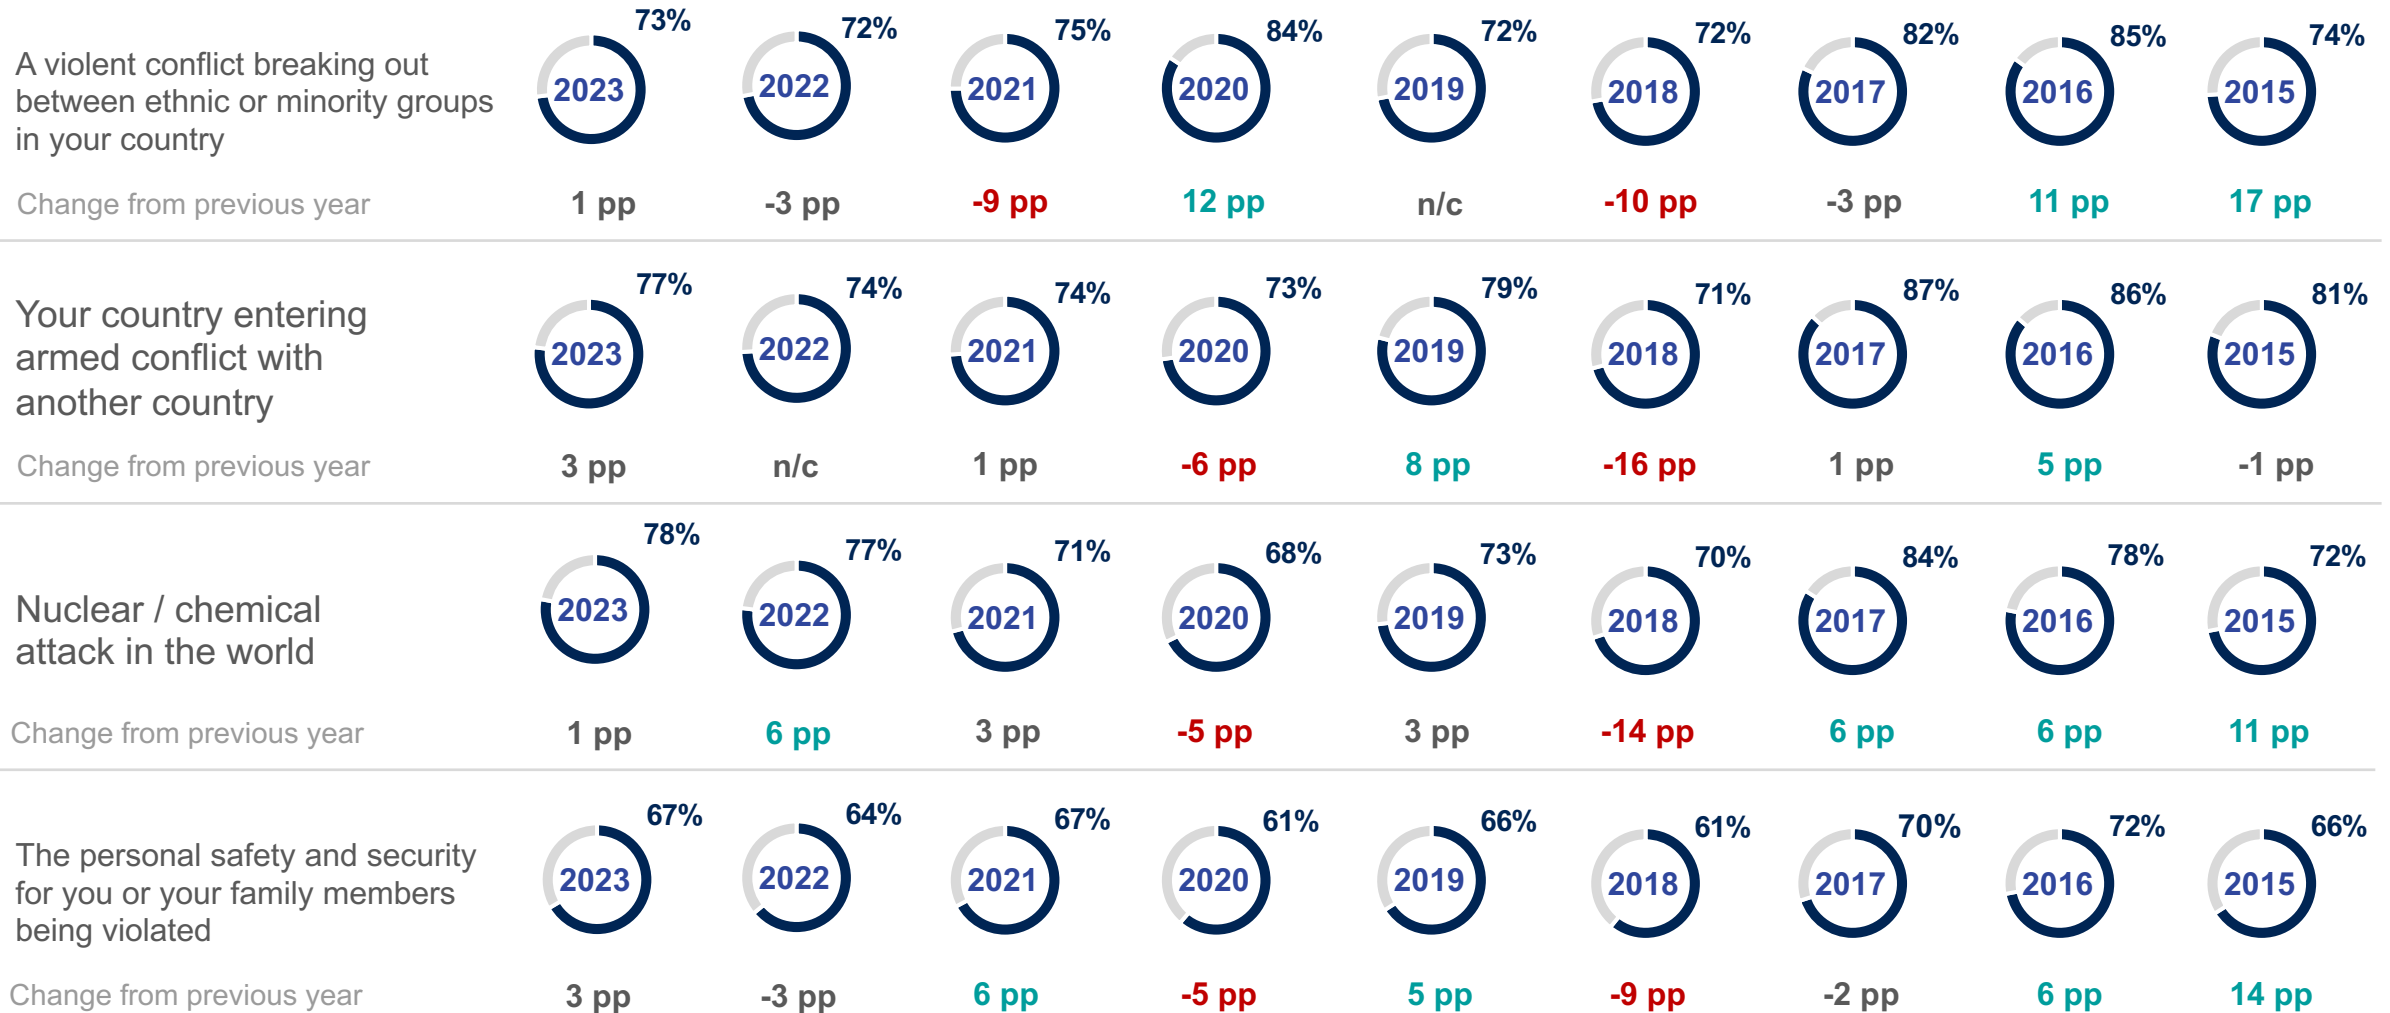 73% 72% 75% 84% 72% 72% 82% 85% 74%
A violent conflict breaking out
between ethnic or minority groups
in your country
2023 2022 2021 2020 2019 2018 2017 2016 2015
Change from previous year 1 pp -3 pp -9 pp 12 pp n/c -10 pp -3 pp 11 pp 17 pp
77% 74% 74% 73% 79% 71% 87% 86% 81%
Your country entering
armed conflict with
another country
2023 2022 2021 2020 2019 2018 2017 2016 2015
Change from previous year 3 pp n/c 1 pp -6 pp 8 pp -16 pp 1 pp 5 pp -1 pp
78% 77% 71% 68% 73% 70% 84% 78% 72%
Nuclear / chemical
attack in the world
2023 2022 2021 2020 2019 2018 2017 2016 2015
Change from previous year 1 pp 6 pp 3 pp -5 pp 3 pp -14 pp 6 pp 6 pp 11 pp
67% 64% 67% 61% 66% 61% 70% 72% 66%
The personal safety and security
for you or your family members
being violated
2023 2022 2021 2020 2019 2018 2017 2016 2015
Change from previous year 3 pp -3 pp 6 pp -5 pp 5 pp -9 pp -2 pp 6 pp 14 pp